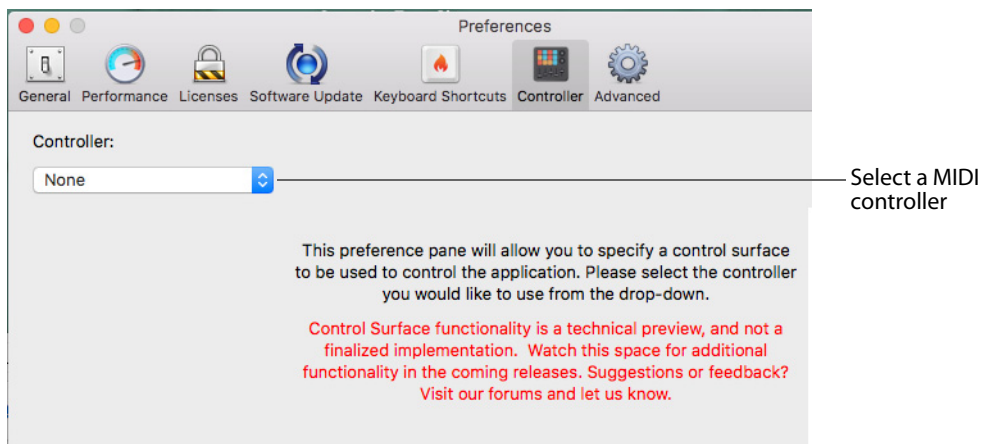 Preferences
General Performance Licenses Software Update Keyboard Shortcuts Controller Advanced
Controller:
None
Select a MIDI
controller
This preference pane will allow you to specify a control surface
to be used to control the application. Please select the controller
you would like to use from the drop-down.
Control Surface functionality is a technical preview, and not a
finalized implementation.  Watch this space for additional
functionality in the coming releases. Suggestions or feedback?
Visit our forums and let us know.